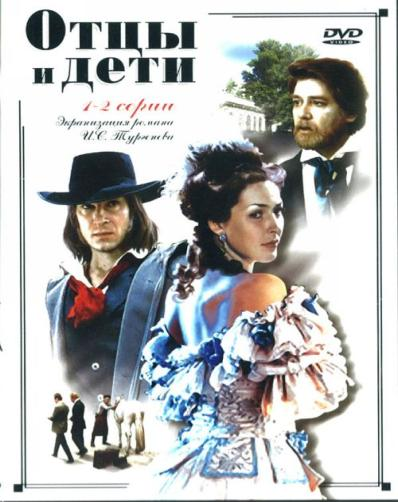 Отцы
и дети
DVD
VIDEO
1-2 серии
Экранизация романа
И.С. Тургенева